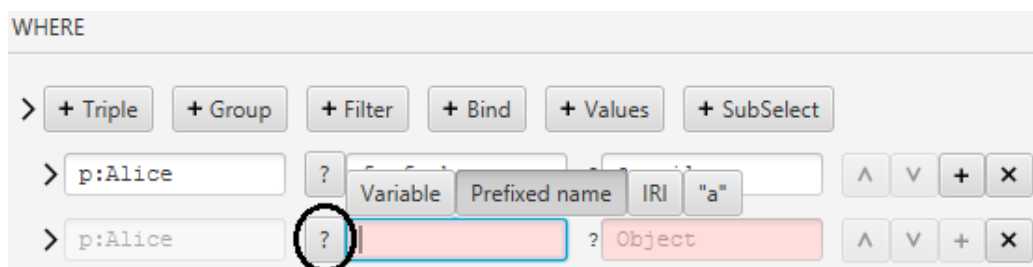 WHERE
+ Triple + Group + Filter + Bind + Values + SubSelect
p:Alice ? ?
Variable Prefixed name IRI "a"
p:Alice ? ? Object